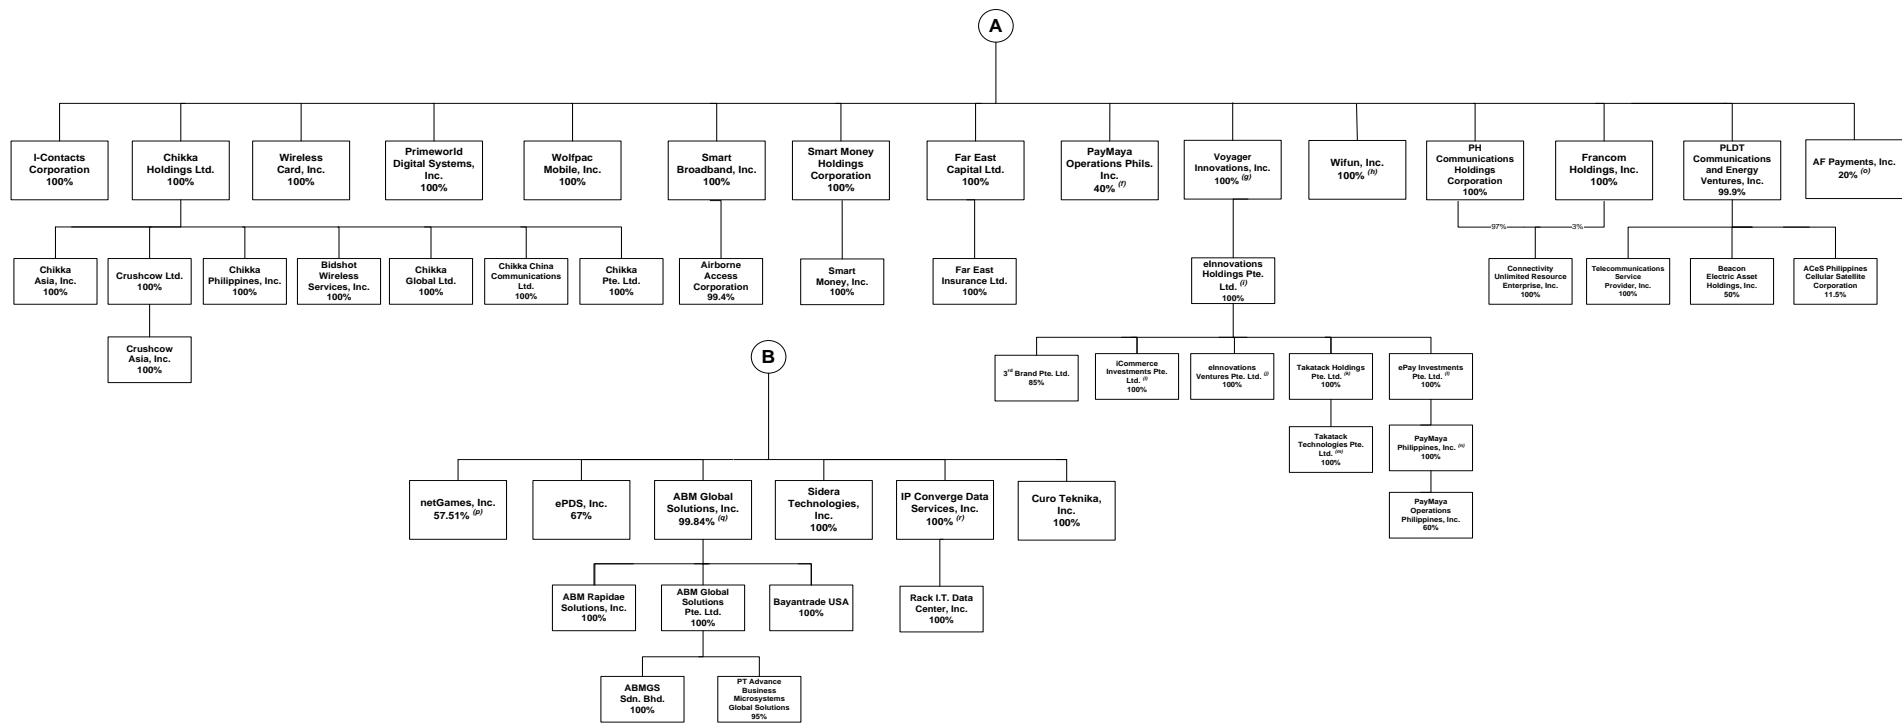 A
I-Contacts
Corporation
100%
Chikka
Holdings Ltd.
100%
Wireless
Card, Inc.
100%
Primeworld
Digital Systems,
Inc.
100%
Wolfpac
Mobile, Inc.
100%
Smart
Broadband, Inc.
100%
Smart Money
Holdings
Corporation
100%
Far East
Capital Ltd.
100%
PayMaya
Operations Phils.
Inc.
40% (f)
Voyager
Innovations, Inc.
100% (g)
Wifun, Inc.
100% (h)
PH
Communications
Holdings
Corporation
100%
Francom
Holdings, Inc.
100%
PLDT
Communications
and Energy
Ventures, Inc.
99.9%
AF Payments, Inc.
20% (o)
97%
3%
Chikka
Asia, Inc.
100%
Crushcow Ltd.
100%
Chikka
Philippines, Inc.
100%
Bidshot
Wireless
Services, Inc.
100%
Chikka
Global Ltd.
100%
Chikka China
Communications
Ltd.
100%
Chikka
Pte. Ltd.
100%
Airborne
Access
Corporation
99.4%
Smart
Money, Inc.
100%
Far East
Insurance Ltd.
100%
eInnovations
Holdings Pte.
Ltd. (i)
100%
Connectivity
Unlimited Resource
Enterprise, Inc.
100%
Telecommunications
Service
Provider, Inc.
100%
Beacon
Electric Asset
Holdings, Inc.
50%
ACeS Philippines
Cellular Satellite
Corporation
11.5%
Crushcow
Asia, Inc.
100%
3rd Brand Pte. Ltd.
85%
iCommerce
Investments Pte.
Ltd. (l)
100%
eInnovations
Ventures Pte. Ltd. (j)
100%
Takatack Holdings
Pte. Ltd. (k)
100%
ePay Investments
Pte. Ltd. (l)
100%
Takatack
Technologies Pte.
Ltd. (m)
100%
PayMaya
Philippines, Inc. (n)
100%
PayMaya
Operations
Philippines, Inc.
60%
B
netGames, Inc.
57.51% (p)
ePDS, Inc.
67%
ABM Global
Solutions, Inc.
99.84% (q)
Sidera
Technologies,
Inc.
100%
IP Converge Data
Services, Inc.
100% (r)
Curo Teknika,
Inc.
100%
ABM Rapidae
Solutions, Inc.
100%
ABM Global
Solutions
Pte. Ltd.
100%
Bayantrade USA
100%
Rack I.T. Data
Center, Inc.
100%
ABMGS
Sdn. Bhd.
100%
PT Advance
Business
Microsystems
Global Solutions
95%